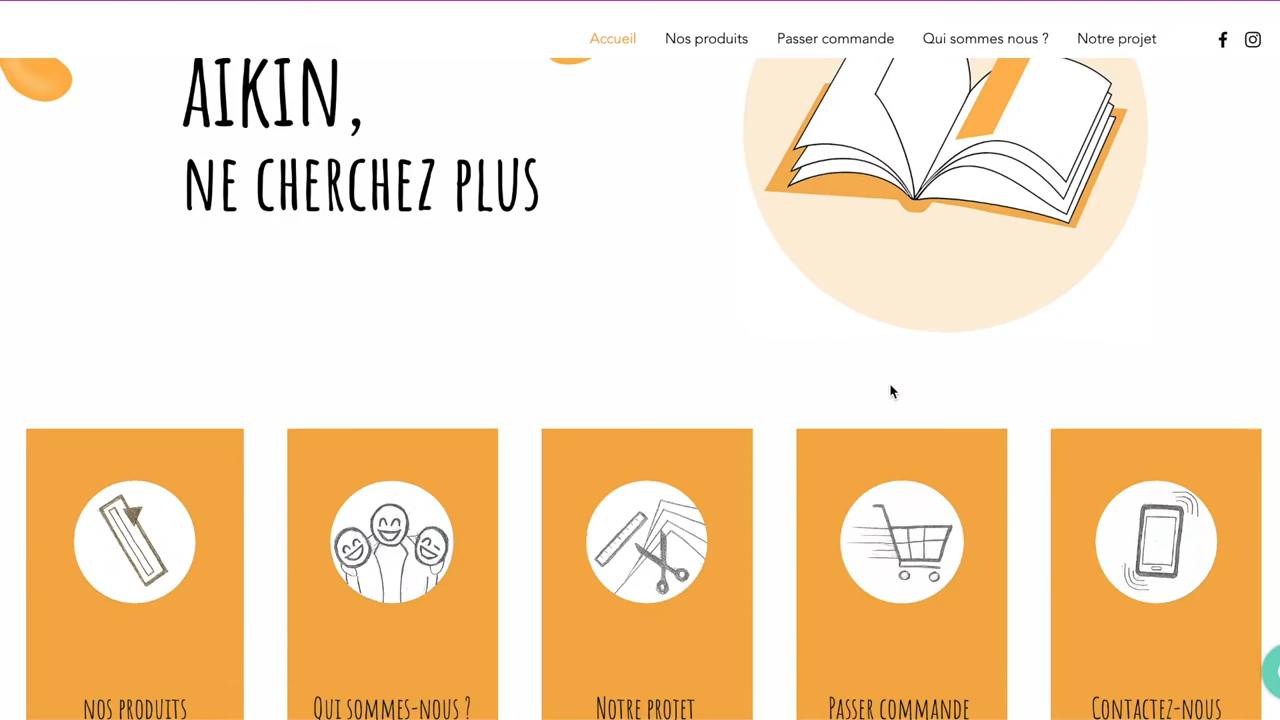 Accueil
Nos produits
Passer commande
Qui sommes nous ?
Notre projet
AIKIN,
NE CHERCHEZ PLUS
NOS PRODUITS
QUI SOMMES-NOUS ?
NOTRE PROJET
PASSER COMMANDE
CONTACTEZ-NOUS